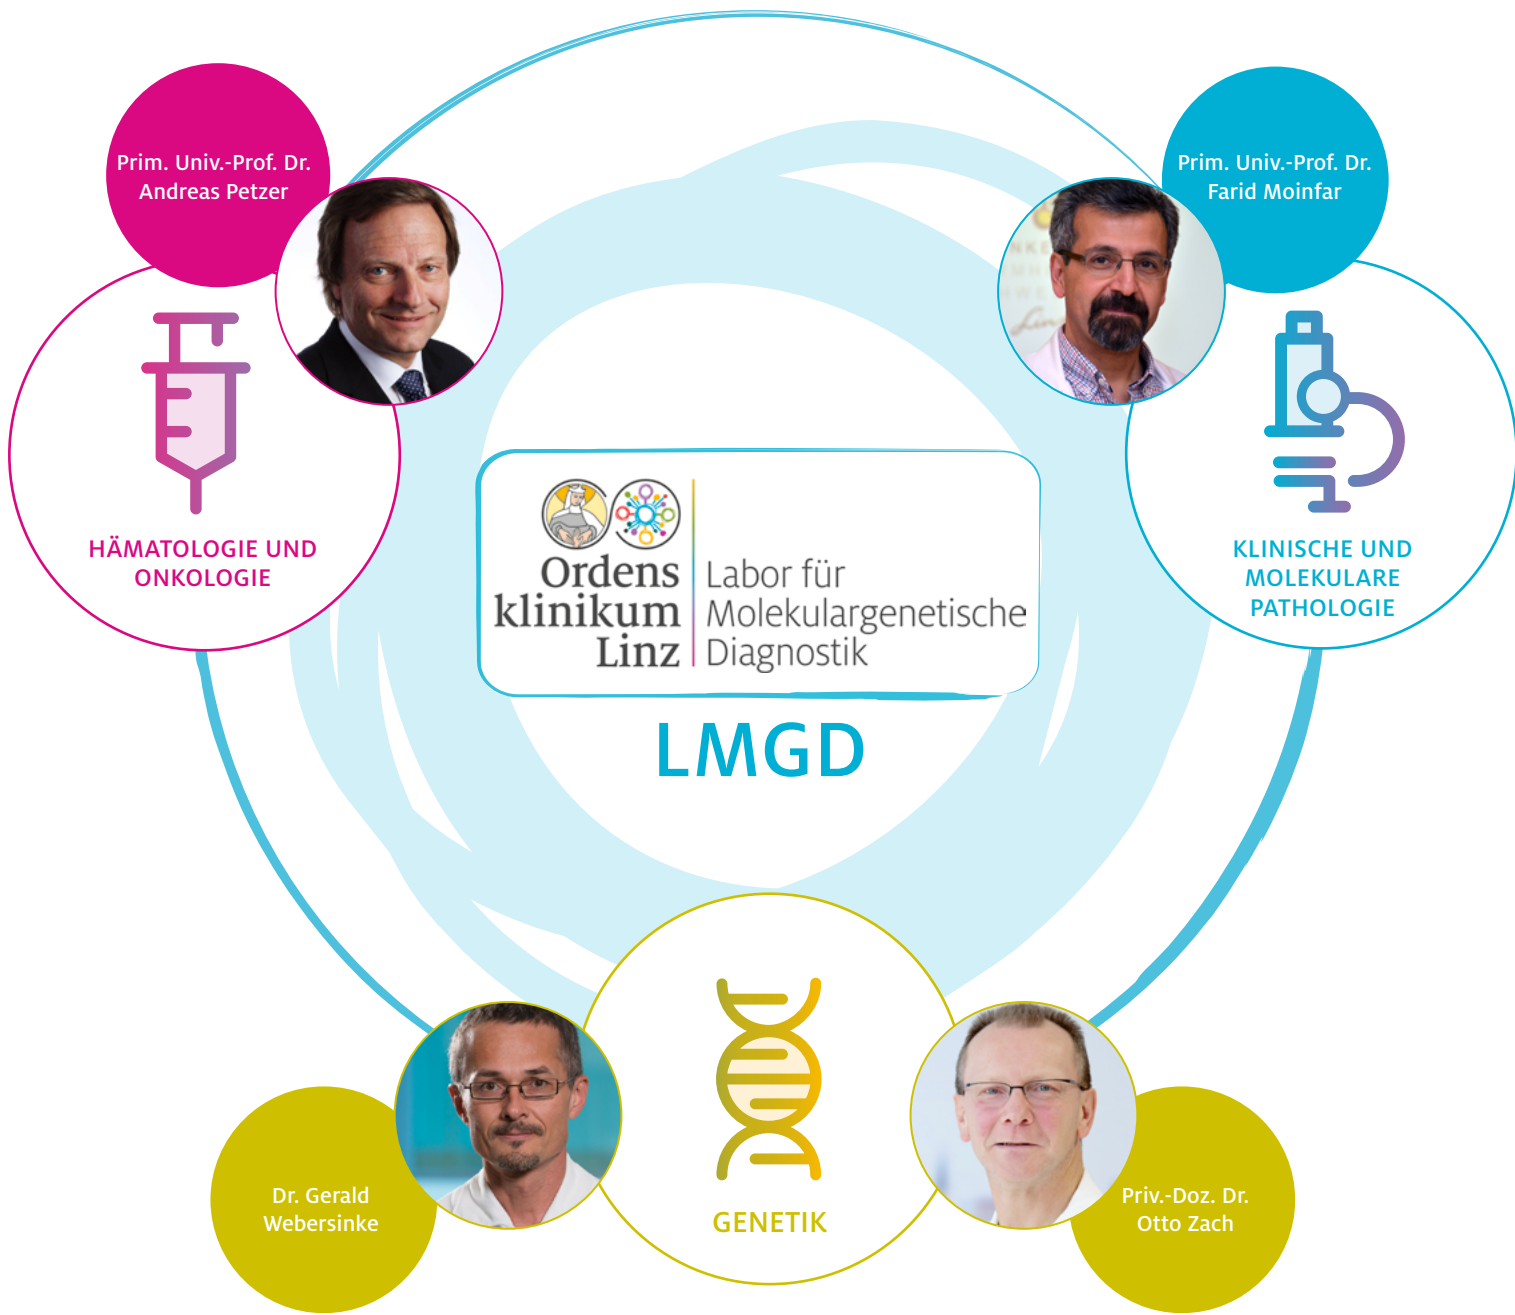 Prim. Univ.-Prof. Dr.
Andreas Petzer
Prim. Univ.-Prof. Dr.
Farid Moinfar
HÄMATOLOGIE UND
ONKOLOGIE
KLINISCHE UND
MOLEKULARE
PATHOLOGIE
Ordens
klinikum
Linz
Labor für
Molekulargenetische
Diagnostik
LMGD
Dr. Gerald
Webersinke
GENETIK
Priv.-Doz. Dr.
Otto Zach